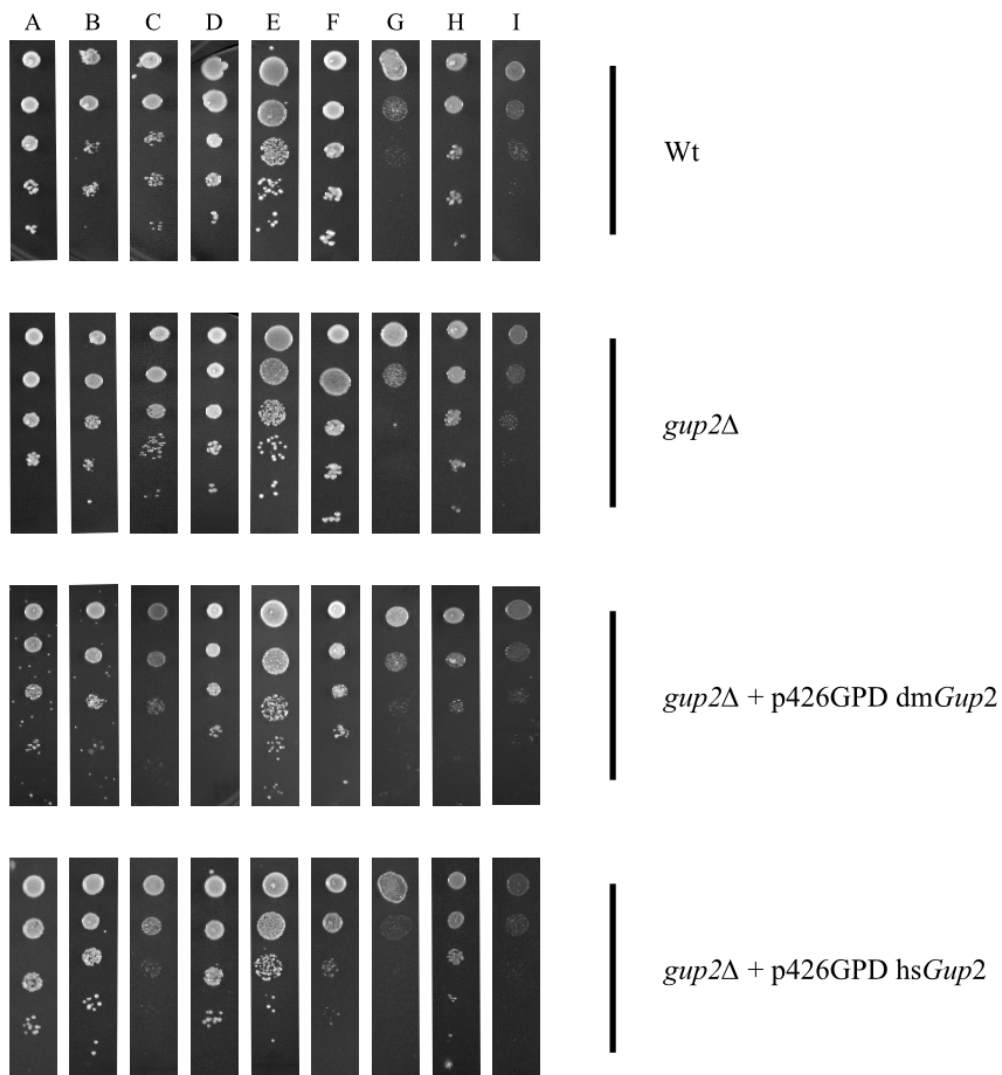 A B C D E F G H I
Wt
gup2Δ
gup2Δ + p426GPD dmGup2
gup2Δ + p426GPD hsGup2